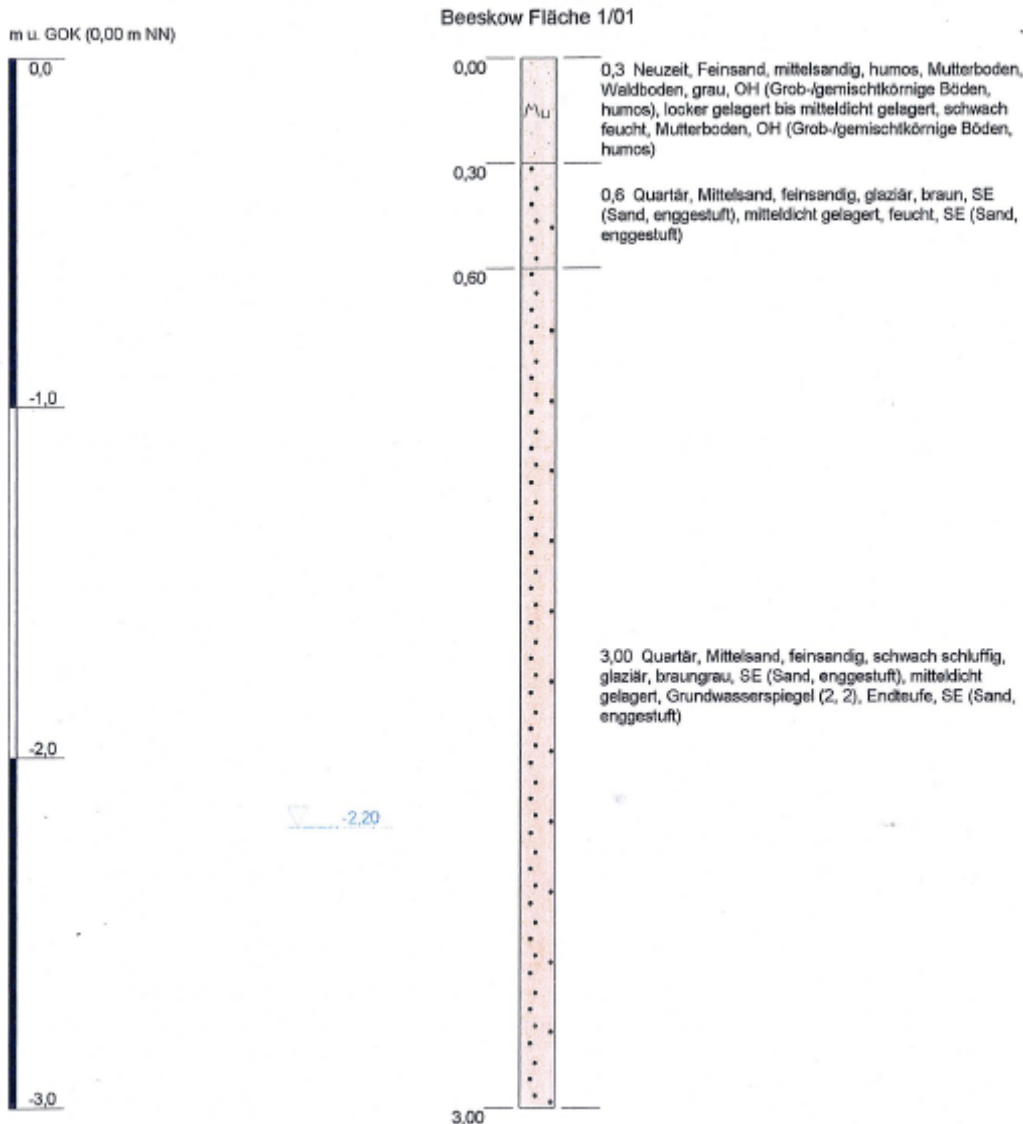 Beeskow Fläche 1/01
m u. GOK (0,00 m NN)
0,0
0,00
0,3 Neuzeit, Feinsand, mittelsandig, humos, Mutterboden,
Waldboden, grau, OH (Grob-/gemischtkörnige Böden,
humos), locker gelagert bis mitteldicht gelagert, schwach
feucht, Mutterboden, OH (Grob-/gemischtkörnige Böden,
humos)
Mu
0,30
0,6 Quartär, Mittelsand, feinsandig, glaziär, braun, SE
(Sand, enggestuft), mitteldicht gelagert, feucht, SE (Sand,
enggestuft)
0,60
-1,0
3,00 Quartär, Mittelsand, feinsandig, schwach schluffig,
glaziär, braungrau, SE (Sand, enggestuft), mitteldicht
gelagert, Grundwasserspiegel (2, 2), Endteufe, SE (Sand,
enggestuft)
-2,0
-2,20
-3,0
3,00